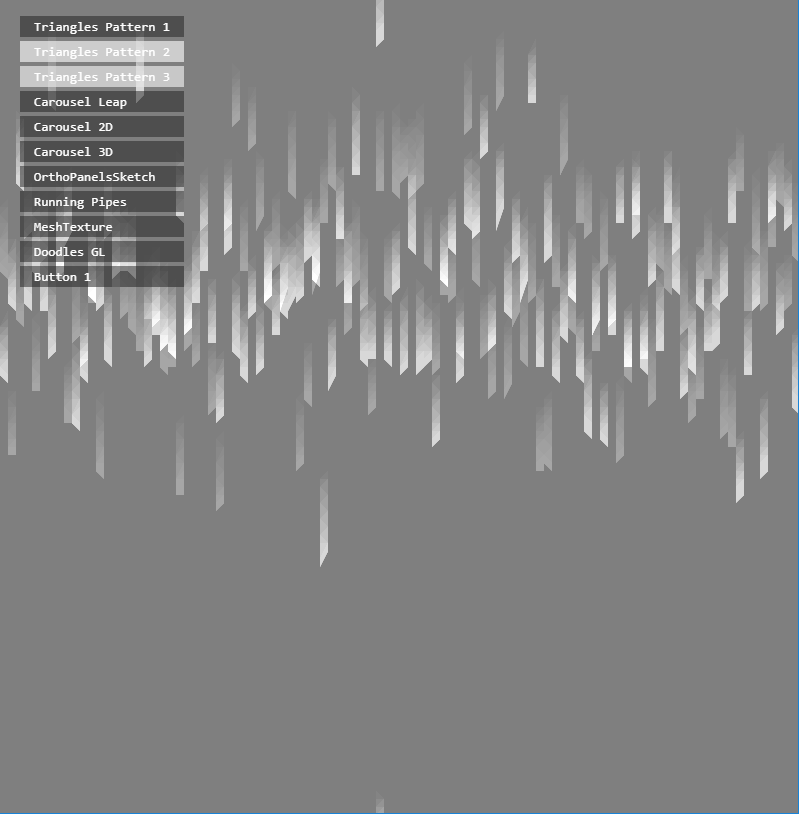 Triangles Pattern 1
Triangles Pattern 2
Triangles Pattern 3
Carousel Leap
Carousel 2D
Carousel 3D
OrthoPanelsSketch
Running Pipes
MeshTexture
Doodles GL
Button 1